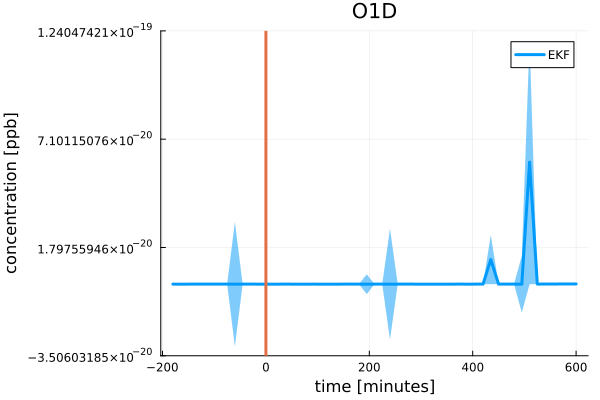 O1D
1.24047421×10⁻¹⁹
EKF
7.10115076×10⁻²⁰
concentration [ppb]
1.79755946×10⁻²⁰
−3.50603185×10⁻²⁰
−200 0 200 400 600
time [minutes]